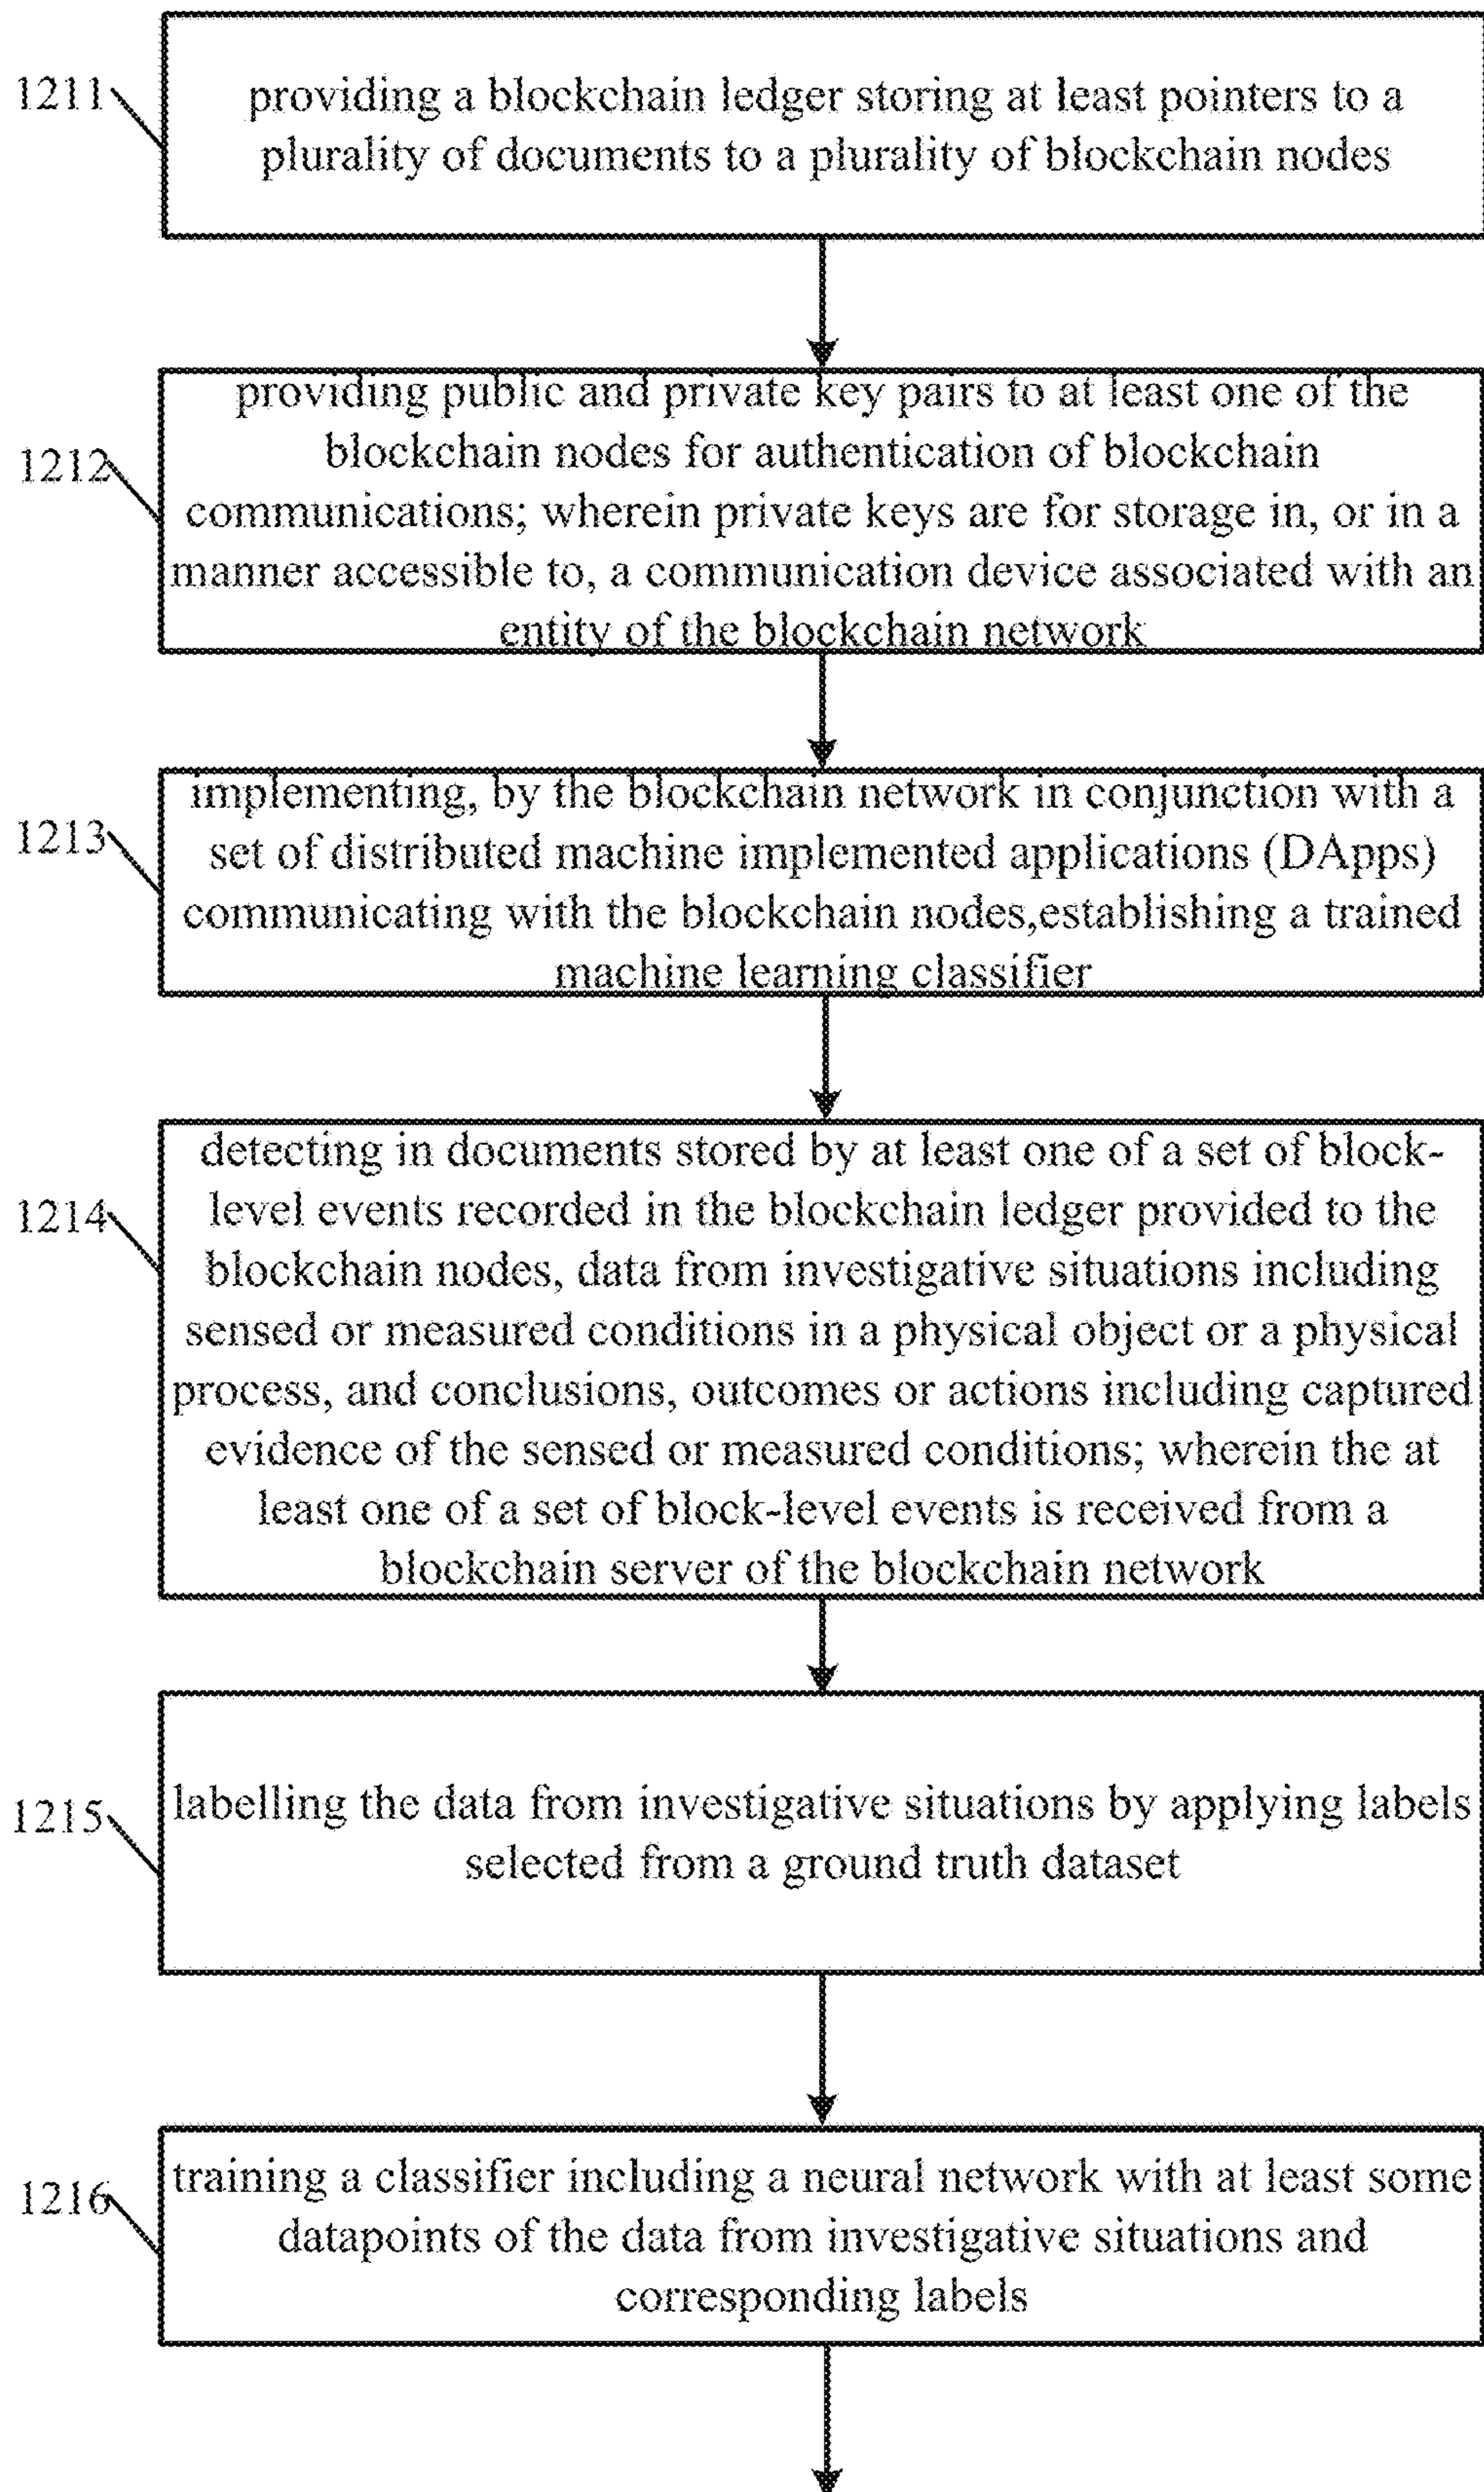 1211
providing a blockchain ledger storing at least pointers to a
plurality of documents to a plurality of blockchain nodes
1212
providing public and private key pairs to at least one of the
blockchain nodes for authentication of blockchain
communications; wherein private keys are for storage in, or in a
manner accessible to, a communication device associated with an
entity of the blockchain network
1213
implementing, by the blockchain network in conjunction with a
set of distributed machine implemented applications (DApps)
communicating with the blockchain nodes,establishing a trained
machine learning classifier
1214
detecting in documents stored by at least one of a set of block-
level events recorded in the blockchain ledger provided to the
blockchain nodes, data from investigative situations including
sensed or measured conditions in a physical object or a physical
process, and conclusions, outcomes or actions including captured
evidence of the sensed or measured conditions; wherein the at
least one of a set of block-level events is received from a
blockchain server of the blockchain network
1215
labelling the data from investigative situations by applying labels
selected from a ground truth dataset
1216
training a classifier including a neural network with at least some
datapoints of the data from investigative situations and
corresponding labels